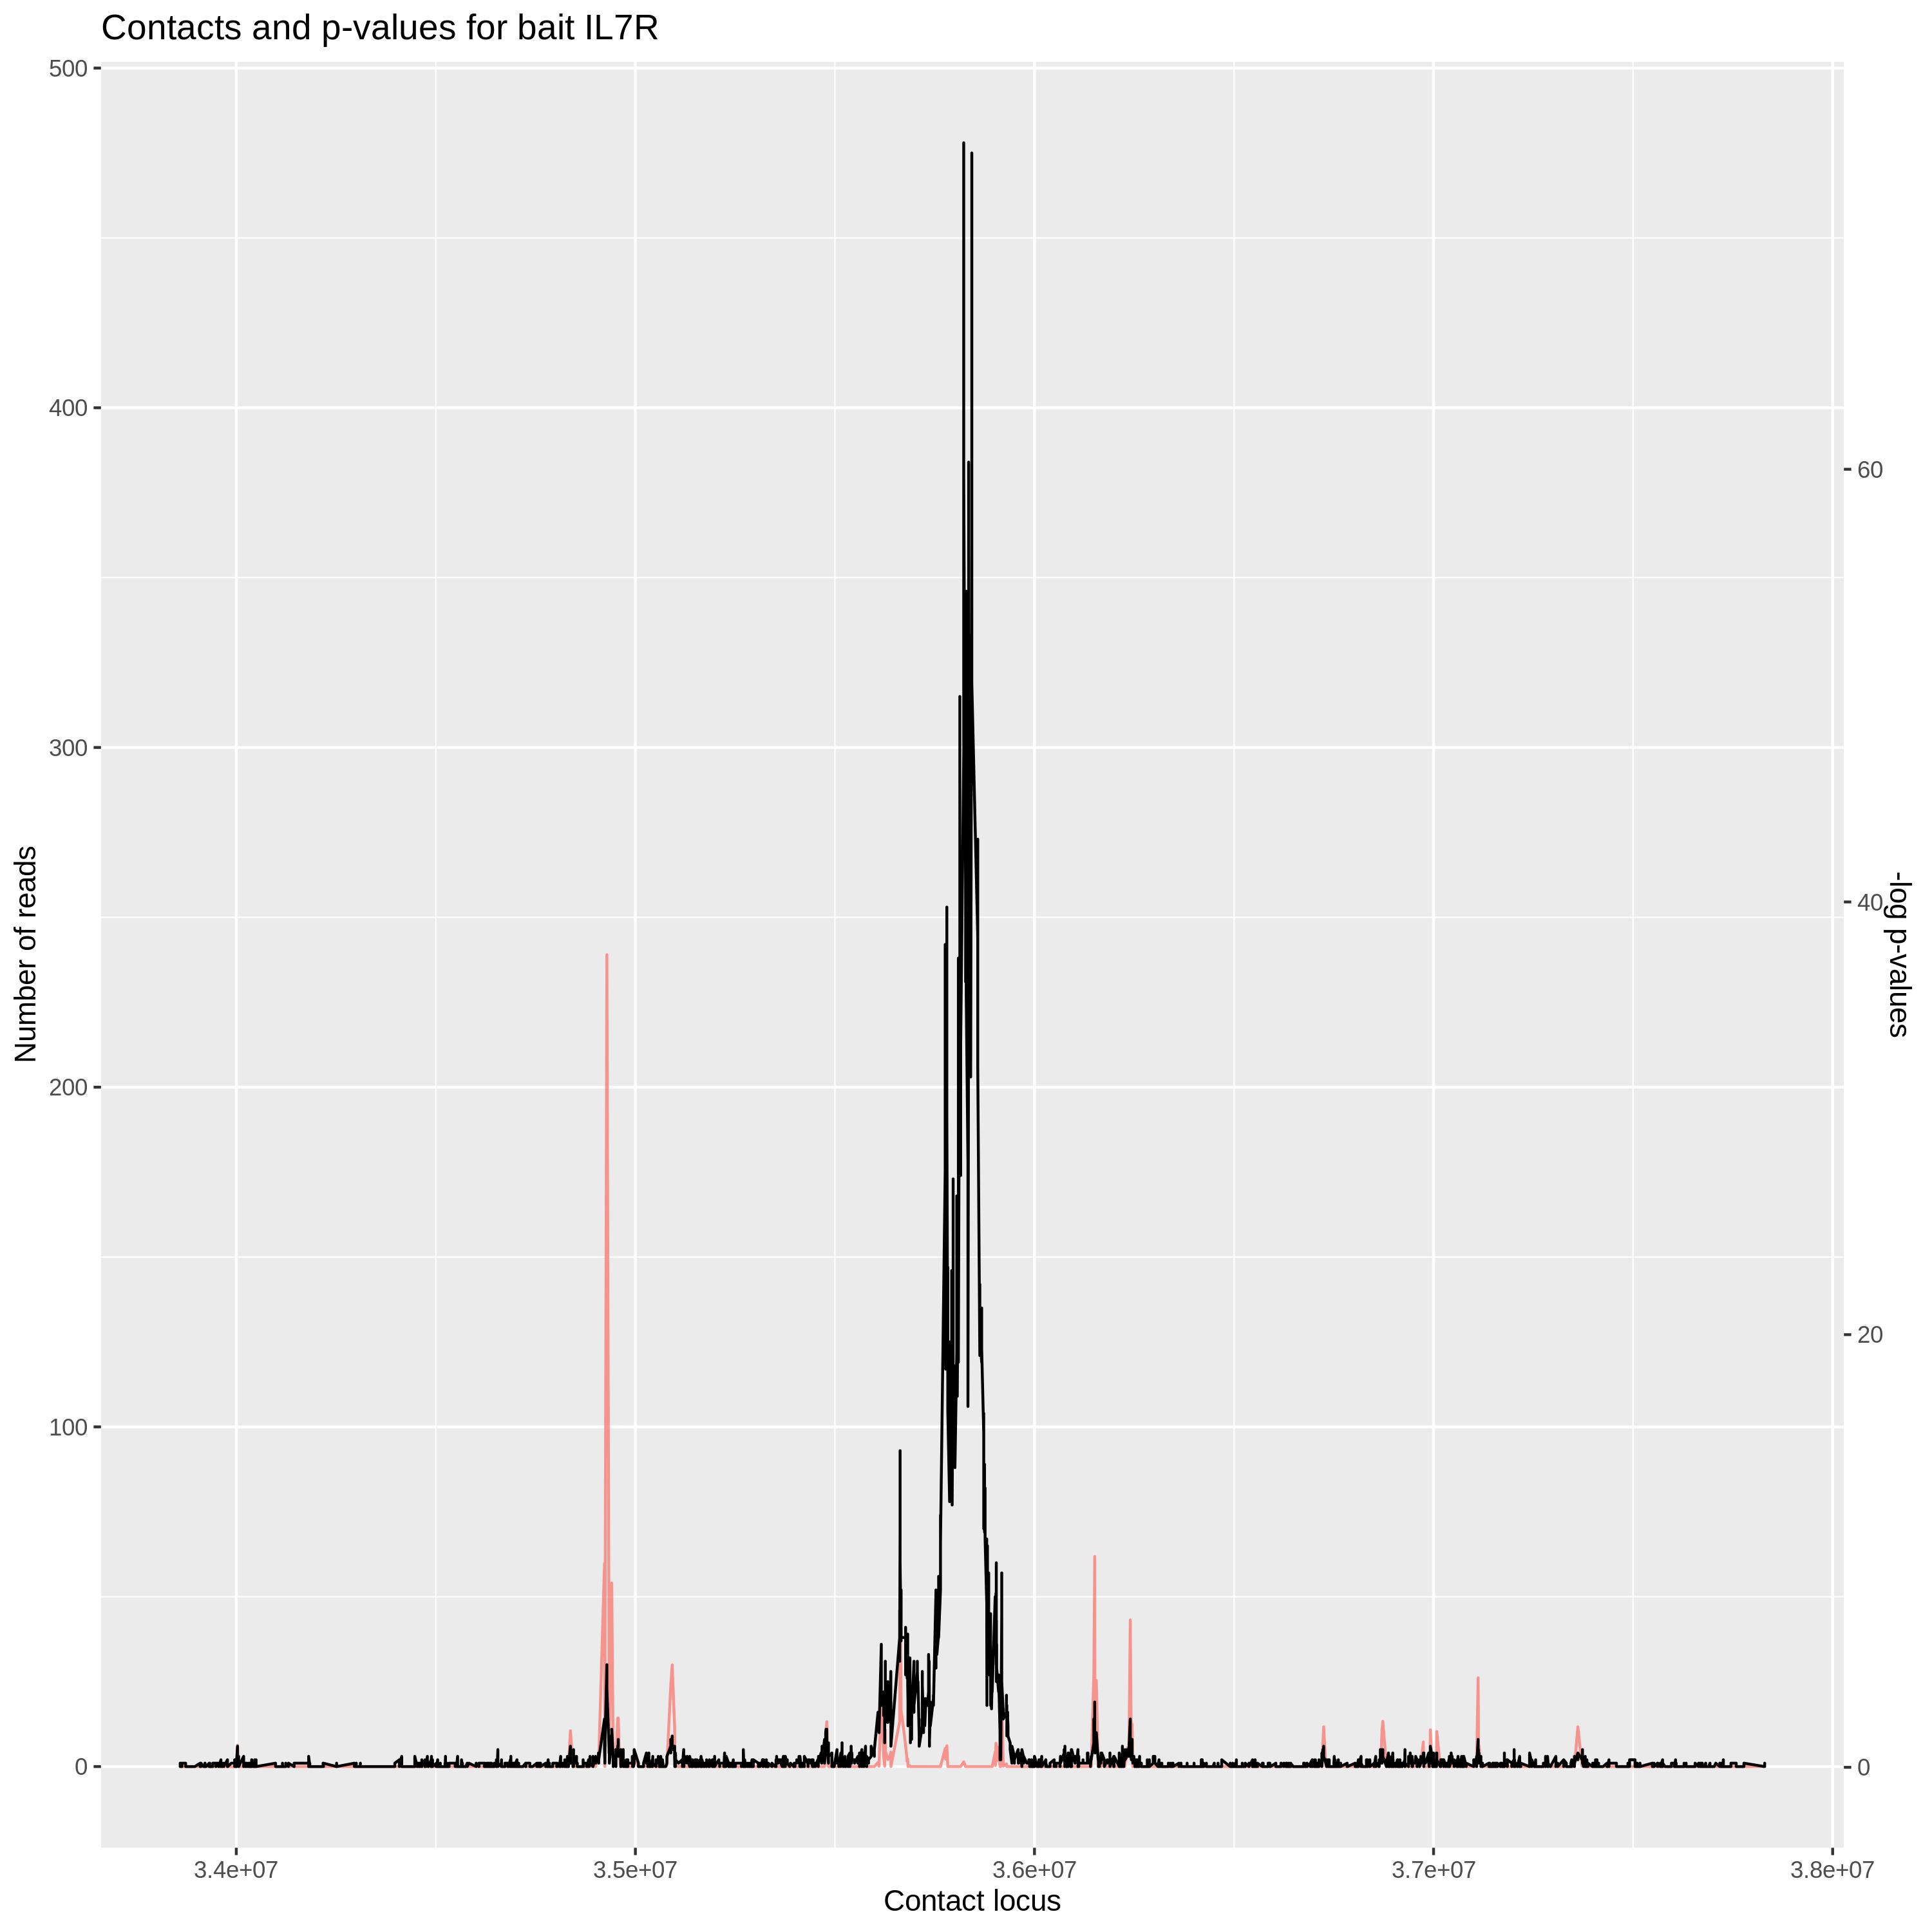 Contacts and p-values for bait IL7R
500
400
300
200
100
0
Number of reads
60
40
20
0
-log p-values
3.4e+07
3.5e+07
3.6e+07
3.7e+07
3.8e+07
Contact locus